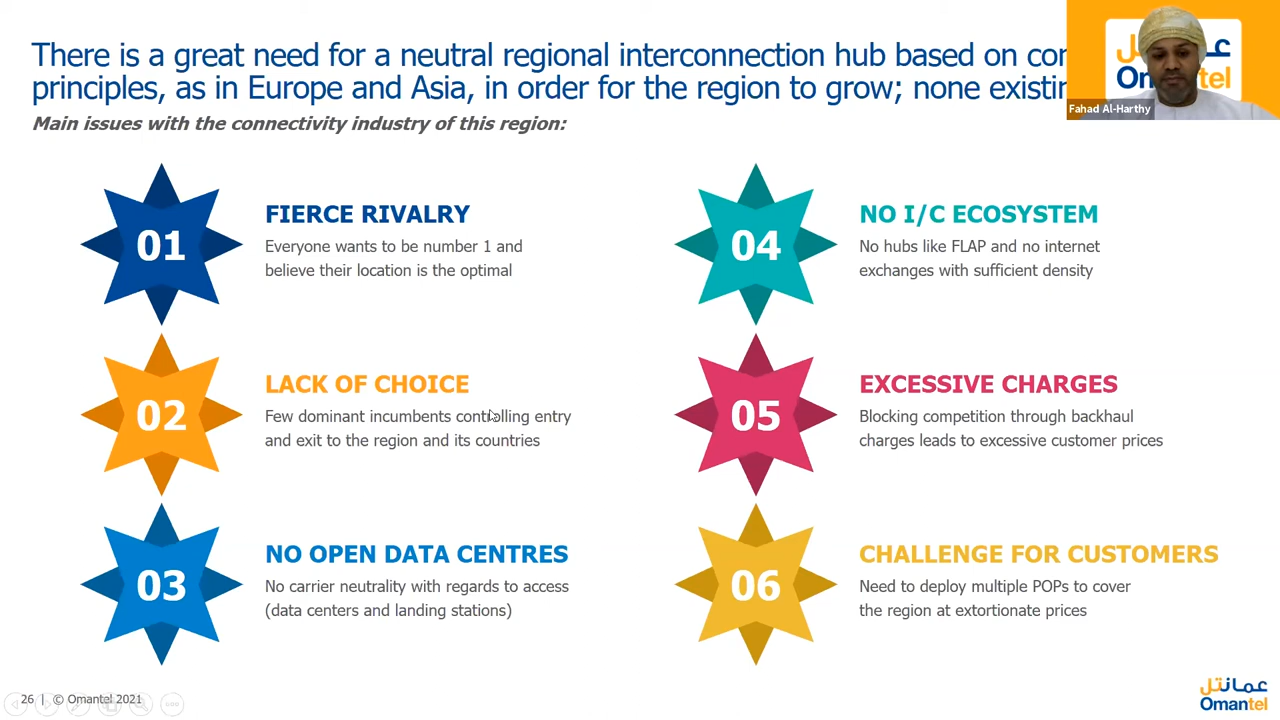 There is a great need for a neutral regional interconnection hub based on
principles, as in Europe and Asia, in order for the region to grow; none
Main issues with the connectivity industry of this region:
عمانتل
Omantel
Fahad Al-Harthy
01
FIERCE RIVALRY
Everyone wants to be number 1 and
believe their location is the optimal
02
LACK OF CHOICE
Few dominant incumbents controlling entry
and exit to the region and its countries
03
NO OPEN DATA CENTRES
No carrier neutrality with regards to access
(data centers and landing stations)
04
NO I/C ECOSYSTEM
No hubs like FLAP and no internet
exchanges with sufficient density
05
EXCESSIVE CHARGES
Blocking competition through backhaul
charges leads to excessive customer prices
06
CHALLENGE FOR CUSTOMERS
Need to deploy multiple POPs to cover
the region at extortionate prices
26 | © Omantel 2021
عمانتل
Omantel